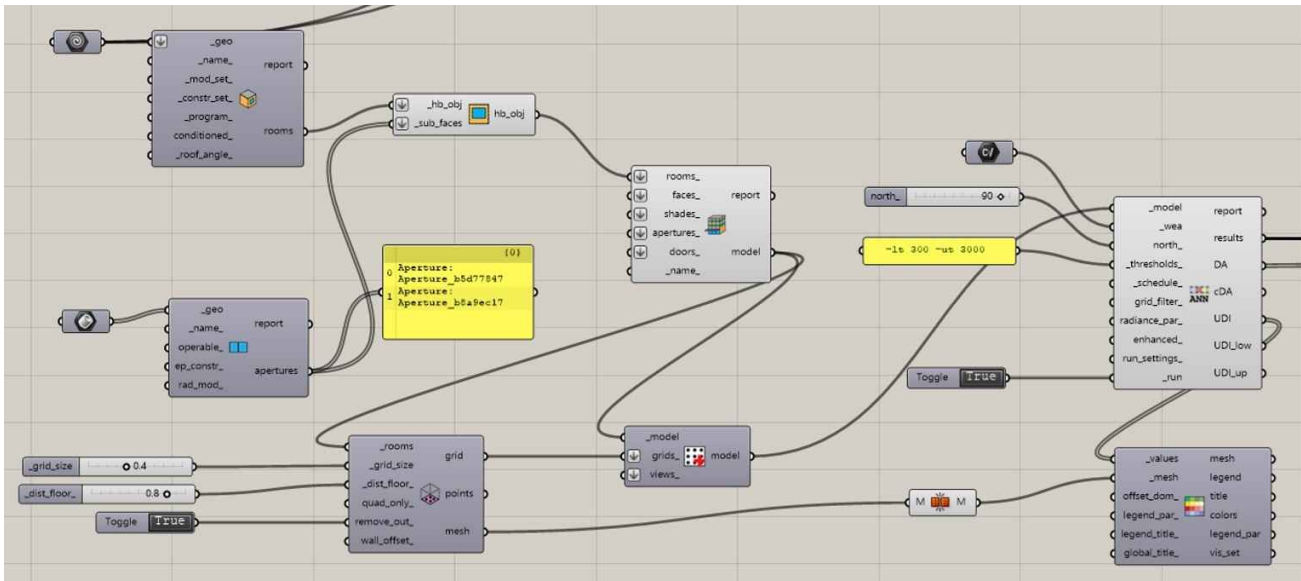 _geo
_name_
_mod_set_
_constr_set_
_program_
conditioned_
_roof_angle_
report
rooms
_hb_obj
_sub_faces
hb_obj
rooms_
faces_
shades_
apertures_
doors_
_name_
report
model
{0}
0 Aperture:
Aperture_b5d77847
1 Aperture:
Aperture_b8a9ec17
_geo
_name_
operable_
ep_constr_
rad_mod_
report
apertures
_grid_size 0.4
_dist_floor_ 0.8
Toggle True
_rooms
_grid_size
_dist_floor_
quad_only_
remove_out_
wall_offset_
grid
points
mesh
_model
grids_
views_
model
M M
C/
north_ 90
-lt 300 -ut 3000
Toggle True
_model
_wea
north_
_thresholds_
_schedule_
grid_filter_
radiance_par_
enhanced_
run_settings_
_run
ANN
report
results
DA
cDA
UDI
UDI_low
UDI_up
_values
_mesh
offset_dom_
legend_par_
legend_title_
global_title_
mesh
legend
title
colors
legend_par
vis_set